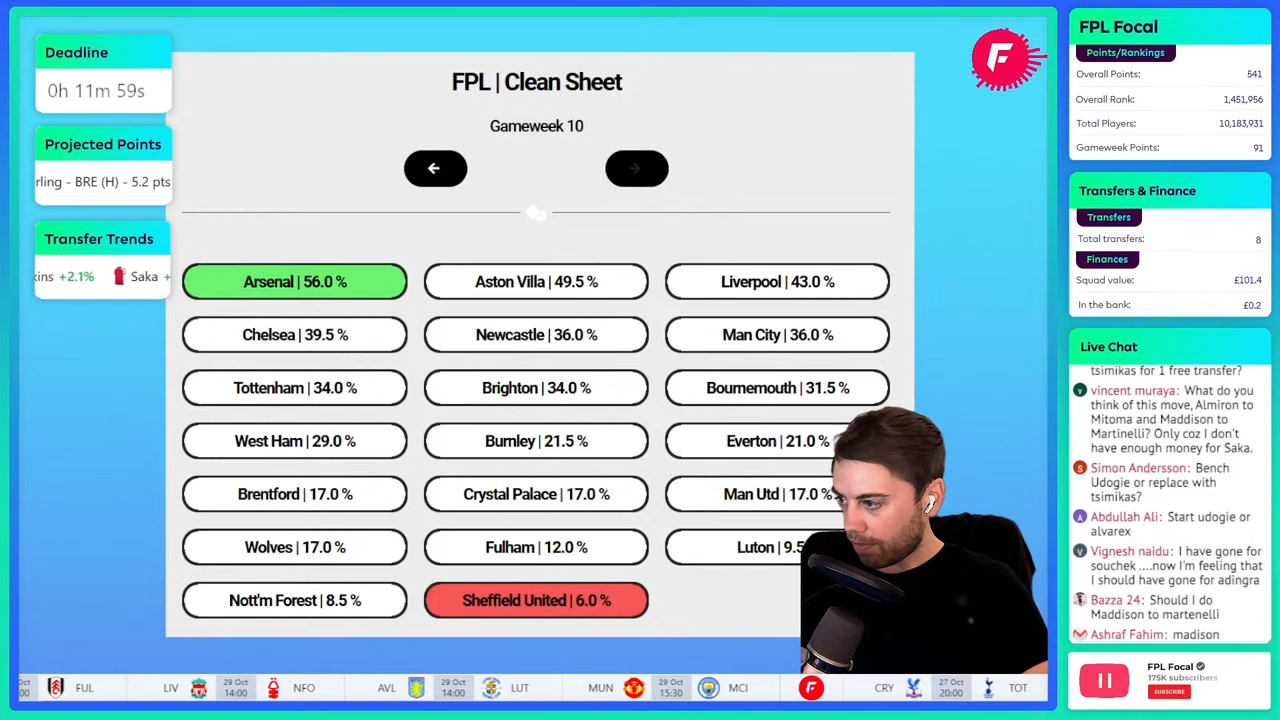 Deadline
0h 11m 59s
Projected Points
rling - BRE (H) - 5.2 pts
Transfer Trends
kins +2.1% Saka +
FPL | Clean Sheet
Gameweek 10
Arsenal | 56.0 %
Aston Villa | 49.5 %
Liverpool | 43.0 %
Chelsea | 39.5 %
Newcastle | 36.0 %
Man City | 36.0 %
Tottenham | 34.0 %
Brighton | 34.0 %
Bournemouth | 31.5 %
West Ham | 29.0 %
Burnley | 21.5 %
Everton | 21.0 %
Brentford | 17.0 %
Crystal Palace | 17.0 %
Man Utd | 17.0 %
Wolves | 17.0 %
Fulham | 12.0 %
Luton | 9.5
Nott'm Forest | 8.5 %
Sheffield United | 6.0 %
FPL Focal
Points/Rankings
Overall Points: 541
Overall Rank: 1,451,956
Total Players: 10,183,931
Gameweek Points: 91
Transfers & Finance
Transfers
Total transfers: 8
Finances
Squad value: £101.4
In the bank: £0.2
Live Chat
tsimikas for 1 free transfer?
v vincent muraya: What do you
think of this move, Almiron to
Mitoma and Maddison to
Martinelli? Only coz I don't
have enough money for Saka.
S Simon Andersson: Bench
Udogie or replace with
tsimikas?
A Abdullah Ali: Start udogie or
alvarex
Vignesh naidu: I have gone for
souchek ....now I'm feeling that
I should have gone for adingra
Bazza 24: Should I do
Maddison to martenelli
Ashraf Fahim: madison
FPL Focal
175K subscribers
SUBSCRIBE
:00 FUL LIV 29 Oct 14:00 NFO AVL 29 Oct 14:00 LUT MUN 29 Oct 15:30 MCI CRY 27 Oct 20:00 TOT